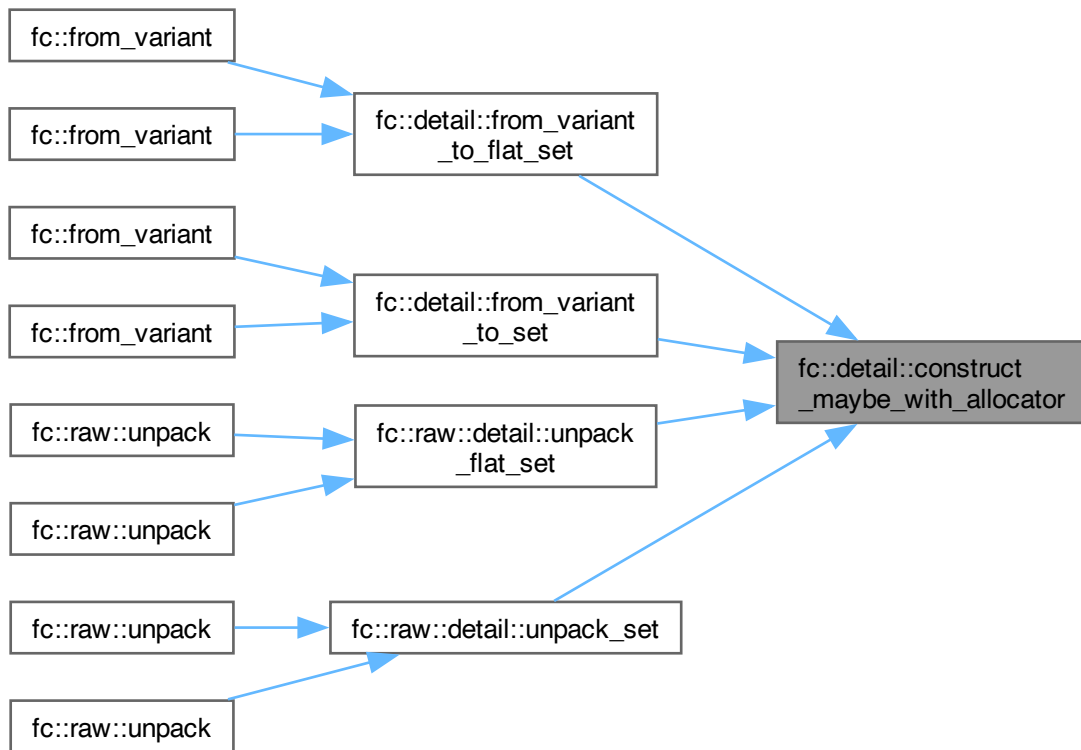 fc::from_variant
fc::from_variant
fc::detail::from_variant
_to_flat_set
fc::from_variant
fc::from_variant
fc::detail::from_variant
_to_set
fc::detail::construct
_maybe_with_allocator
fc::raw::unpack
fc::raw::unpack
fc::raw::detail::unpack
_flat_set
fc::raw::unpack
fc::raw::detail::unpack_set
fc::raw::unpack